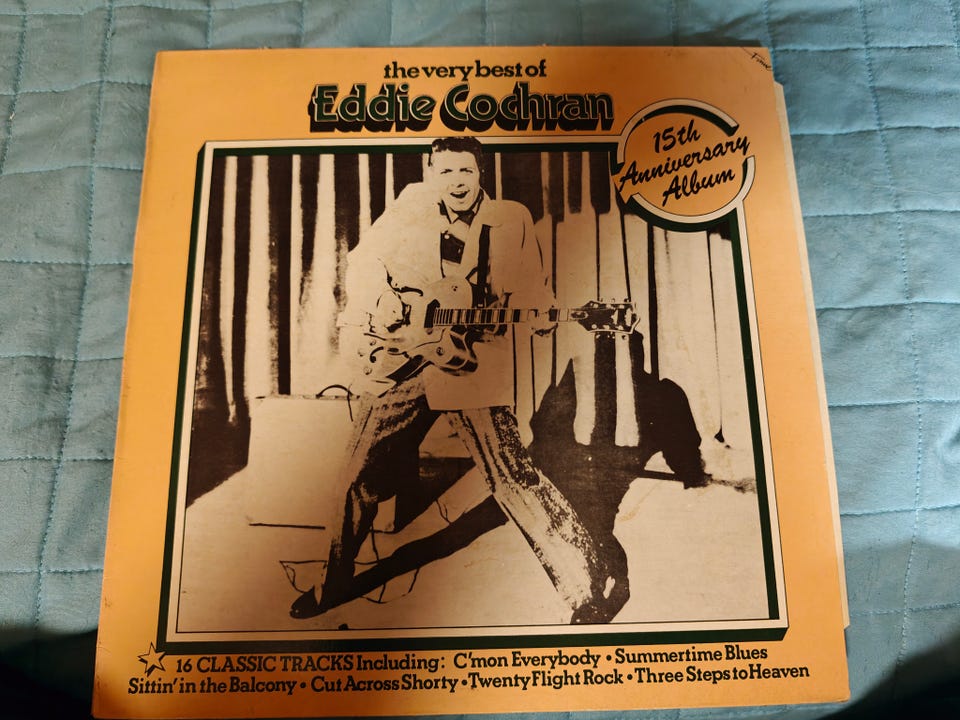 the very best of
Eddie Cochran
15th
Anniversary
Album
16 CLASSIC TRACKS Including: C'mon Everybody • Summertime Blues
Sittin' in the Balcony • Cut Across Shorty • Twenty Flight Rock • Three Steps to Heaven